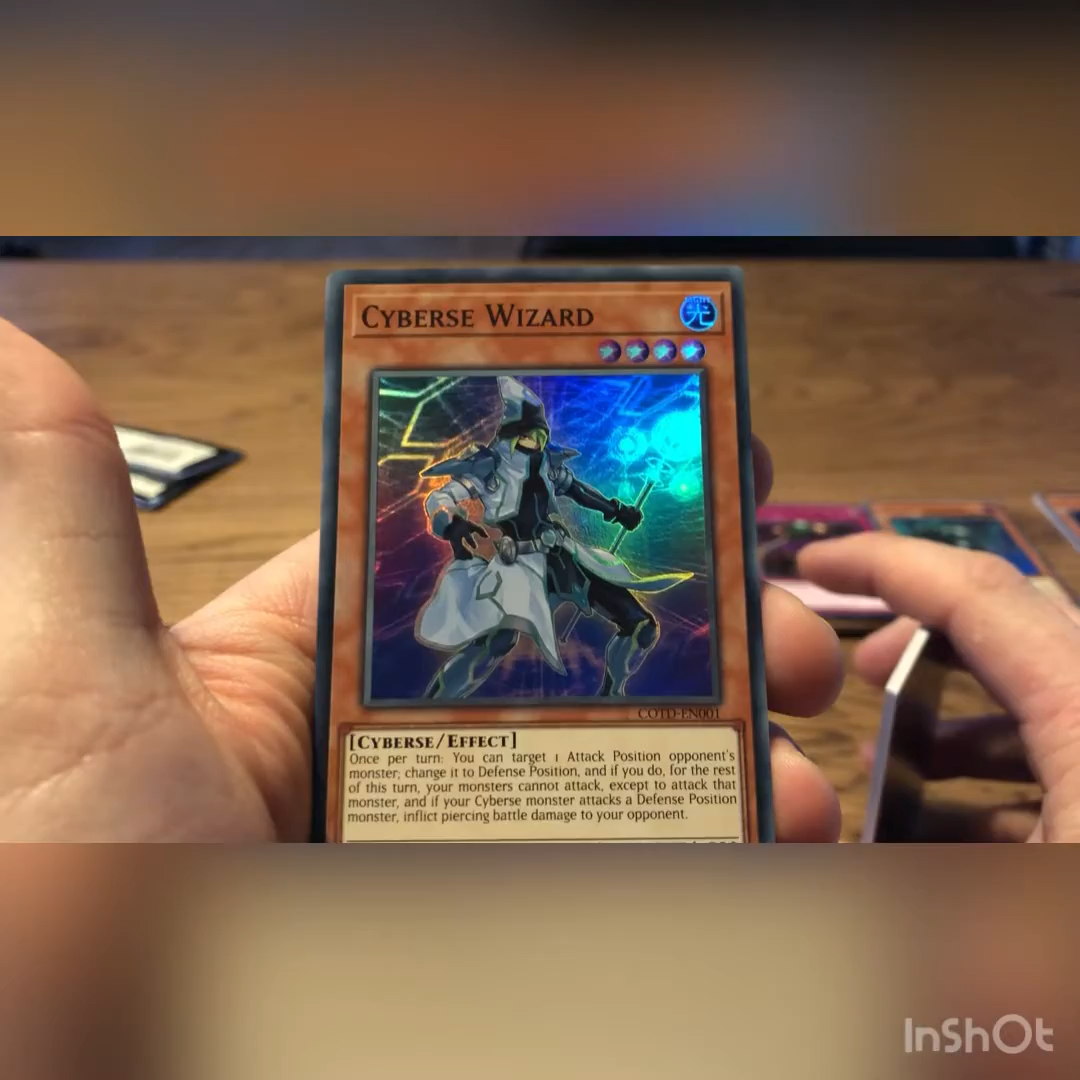 CYBERSE WIZARD
LIGHT
光
COTD-EN001
[CYBERSE/EFFECT]
Once per turn: You can target 1 Attack Position opponent's
monster; change it to Defense Position, and if you do, for the rest
of this turn, your monsters cannot attack, except to attack that
monster, and if your Cyberse monster attacks a Defense Position
monster, inflict piercing battle damage to your opponent.
InShOt